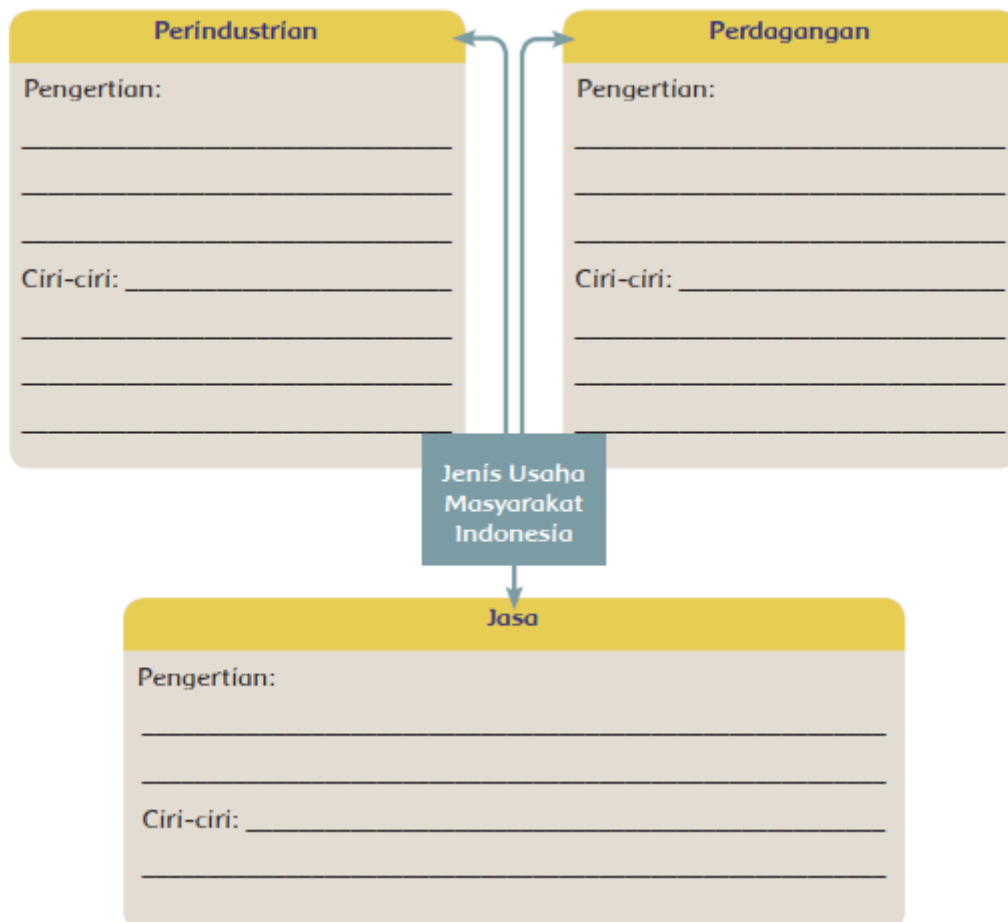 Perindustrian
Pengertian:
Ciri-ciri:
Perdagangan
Pengertian:
Ciri-ciri:
Jenis Usaha
Masyarakat
Indonesia
Jasa
Pengertian:
Ciri-ciri: